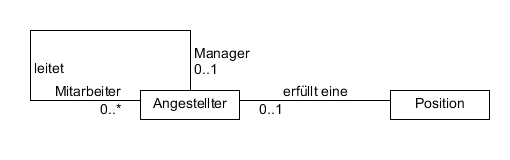 Manager
0..1
leitet
Mitarbeiter
0..*
Angestellter
erfüllt eine
0..1
Position